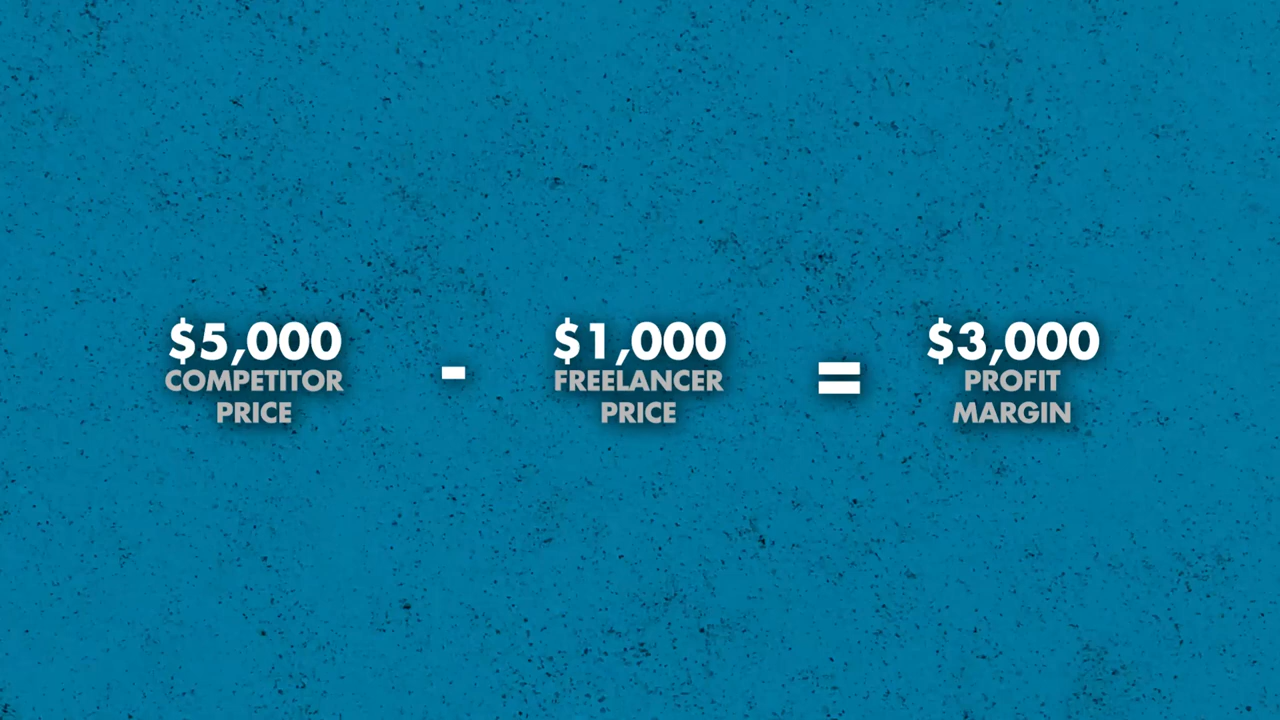 $5,000 - $1,000 = $3,000
COMPETITOR FREELANCER PROFIT
PRICE PRICE MARGIN